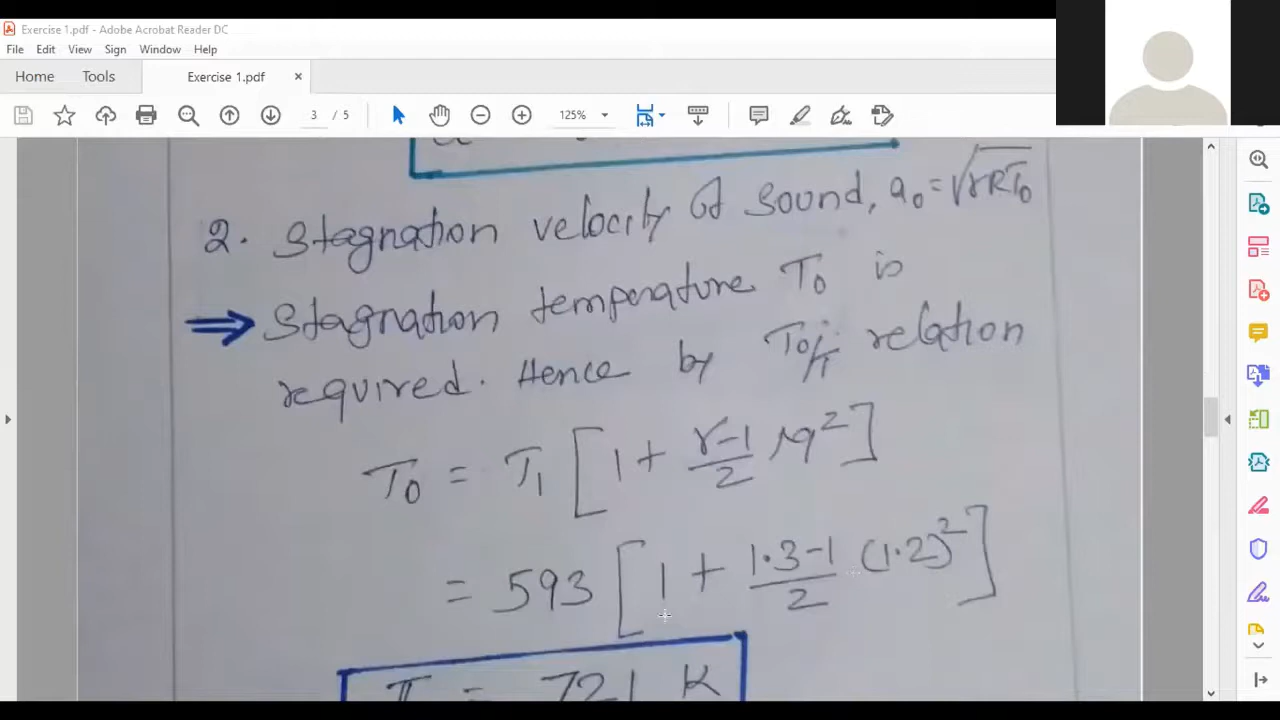 Exercise 1.pdf - Adobe Acrobat Reader DC
File Edit View Sign Window Help
Home Tools Exercise 1.pdf ×
3 / 5 125%
2. Stagnation velocity of sound, a₀ = √γRT₀
⇒ Stagnation temperature T₀ is
required. Hence by T₀/T relation
T₀ = T₁ [1 + γ-1/2 M²]
= 593 [1 + 1.3-1/2 (1.2)²]
= 721 K